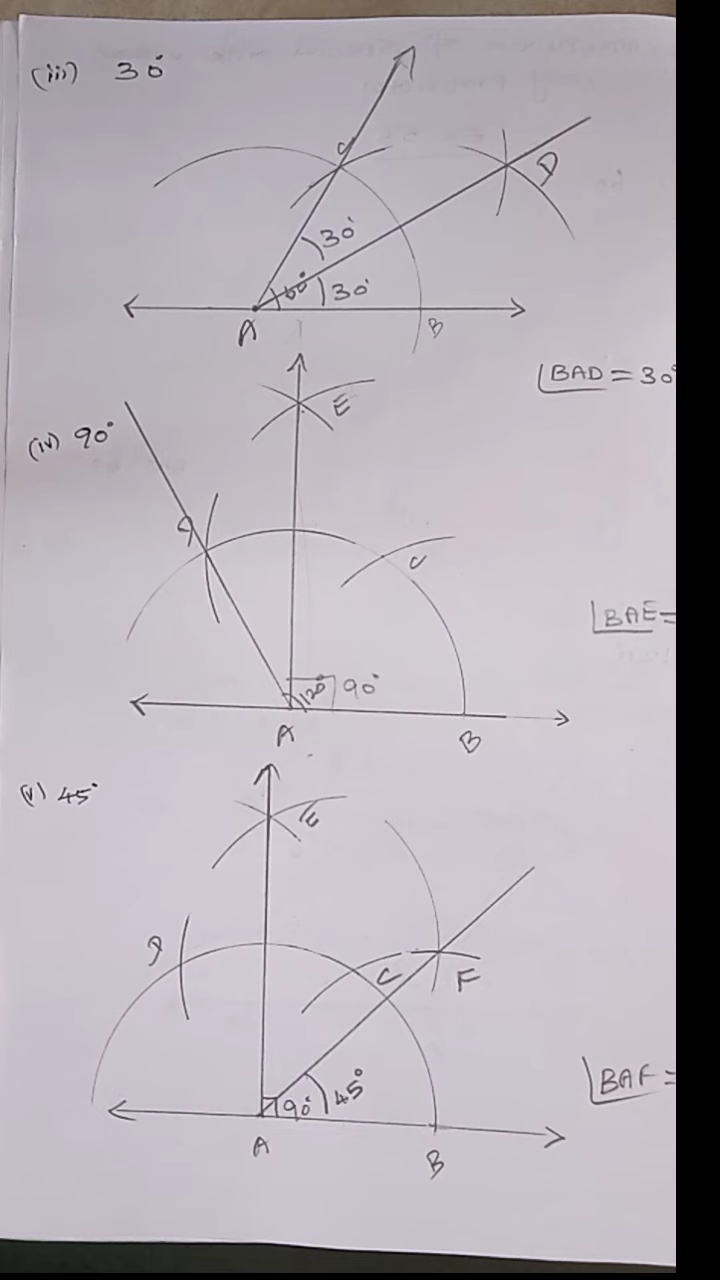 (iii) 30°
C
D
30°
60° 30°
A B
∠BAD = 30°
E
(iv) 90°
D C
∠BAE =
120° 90°
A B
(v) 45°
E
D C F
∠BAF =
90° 45°
A B